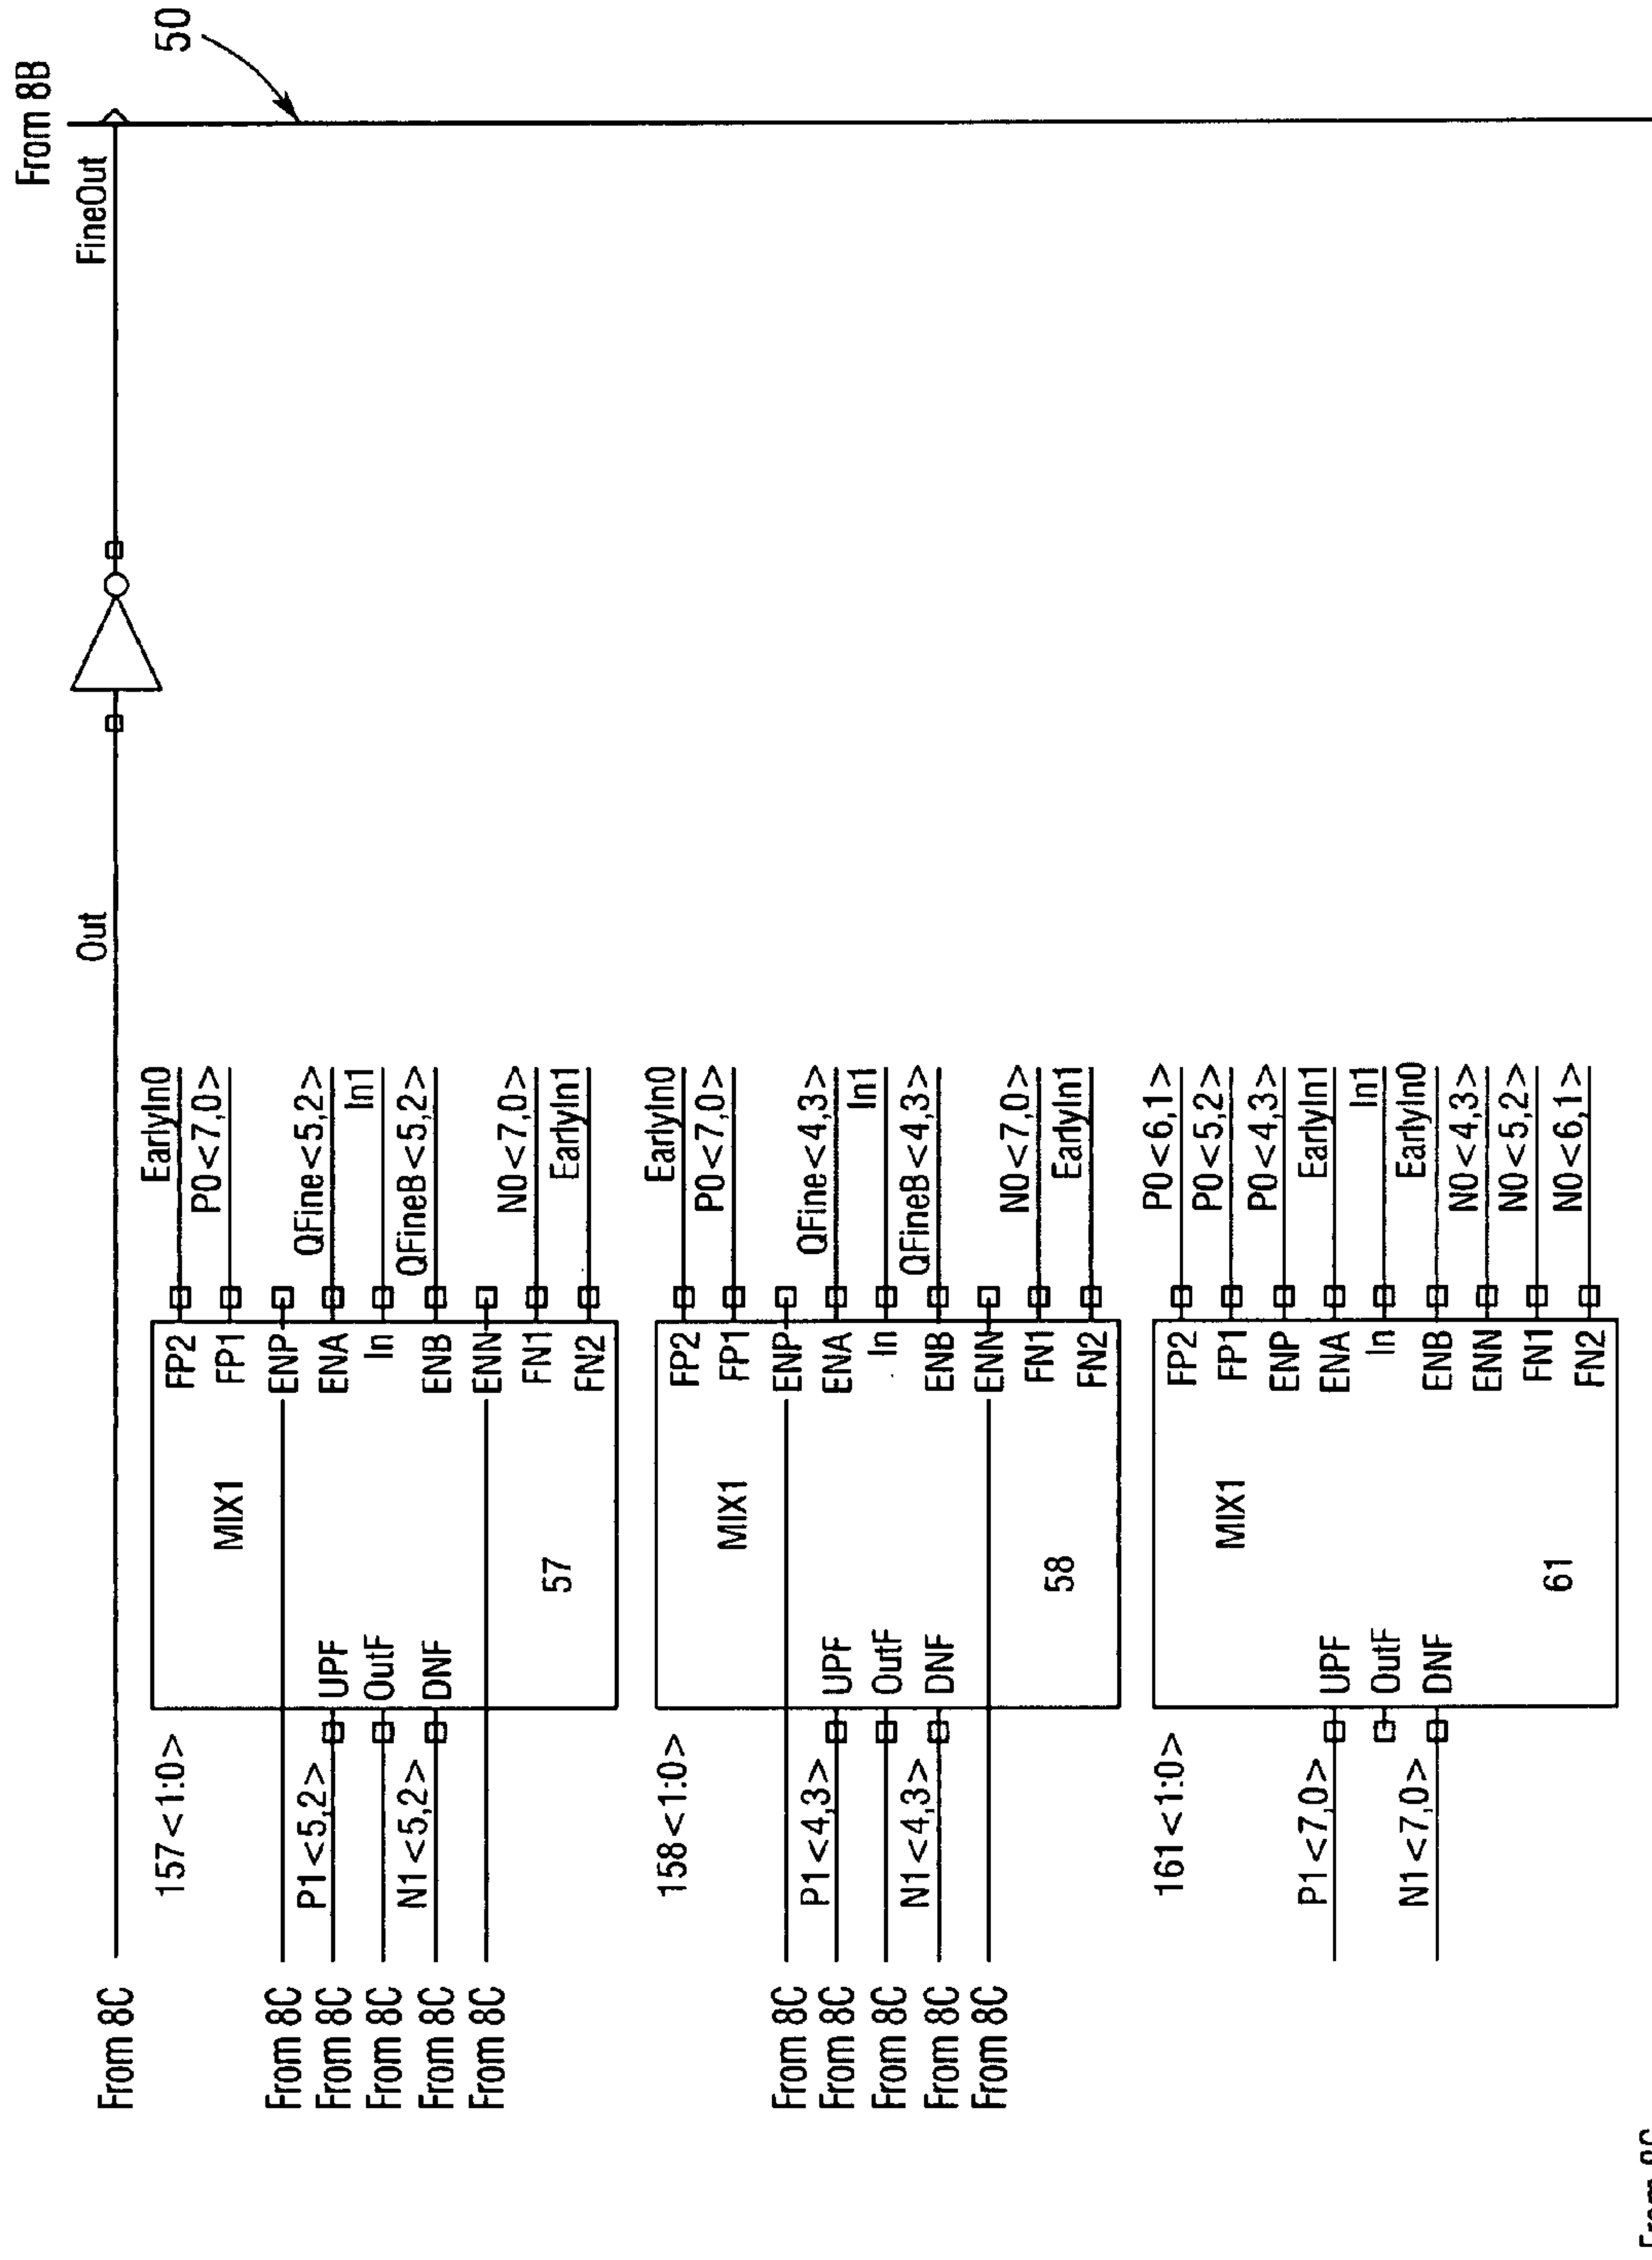 From 8B
50
From 8C
Out
FineOut
157<1:0>
MIX1
57
From 8C
From 8C
From 8C
From 8C
From 8C
P1<5,2>
N1<5,2>
UPF
OutF
DNF
FP2
FP1
ENP
ENA
In
ENB
ENN
FN1
FN2
EarlyIn0
P0<7,0>
QFine<5,2>
In1
QFineB<5,2>
N0<7,0>
EarlyIn1
158<1:0>
MIX1
58
From 8C
From 8C
From 8C
From 8C
From 8C
P1<4,3>
N1<4,3>
UPF
OutF
DNF
FP2
FP1
ENP
ENA
In
ENB
ENN
FN1
FN2
EarlyIn0
P0<7,0>
QFine<4,3>
In1
QFineB<4,3>
N0<7,0>
EarlyIn1
161<1:0>
MIX1
61
P1<7,0>
N1<7,0>
UPF
OutF
DNF
FP2
FP1
ENP
ENA
In
ENB
ENN
FN1
FN2
P0<6,1>
P0<5,2>
P0<4,3>
EarlyIn1
In1
EarlyIn0
N0<4,3>
N0<5,2>
N0<6,1>
From 8C